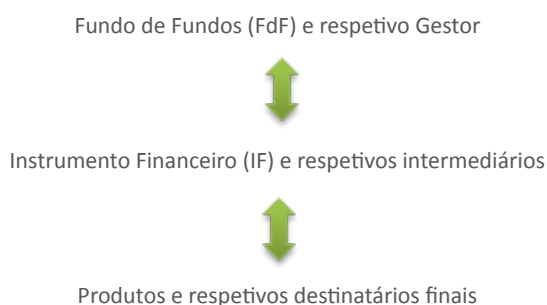 Fundo de Fundos (FdF) e respetivo Gestor
Instrumento Financeiro (IF) e respetivos intermediários
Produtos e respetivos destinatários finais